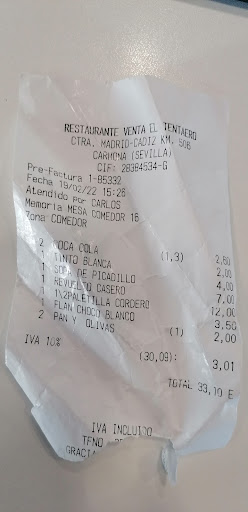 RESTAURANTE VENTA EL TENTAERO
CTRA. MADRID-CADIZ KM. 506
CARMONA (SEVILLA)
CIF: 28384534-G
Pre-Factura 1-85332
Fecha 19/02/22 15:26
Atendido por CARLOS
Memoria MESA COMEDOR 16
Zona COMEDOR
2 COCA COLA (1,3) 2,60
1 TINTO BLANCA 2,00
1 SOPA DE PICADILLO 4,00
1 REVUELTO CASERO 7,00
1 1\2PALETILLA CORDERO 12,00
1 FLAN CHOCO BLANCO 3,50
2 PAN Y OLIVAS (1) 2,00
IVA 10% (30,09): 3,01
TOTAL 33,10 E
IVA INCLUIDO
TFNO
GRACIA